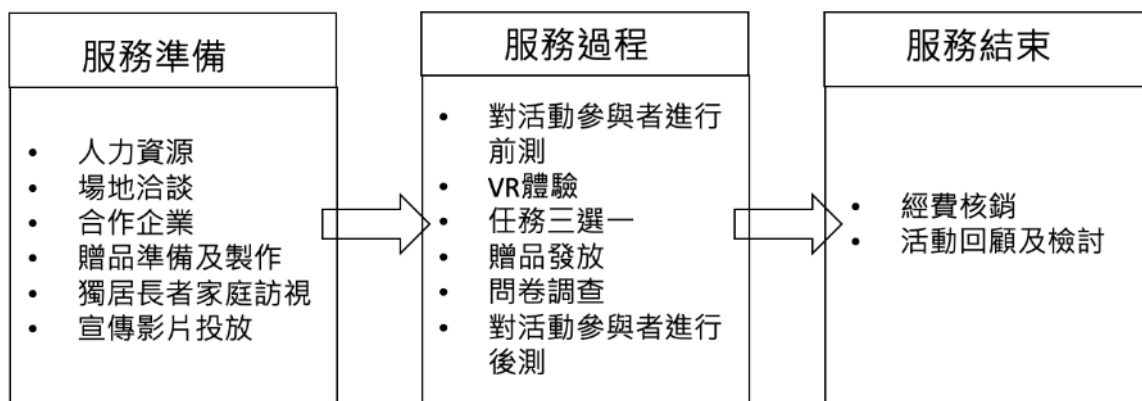 服務準備
• 人力資源
• 場地洽談
• 合作企業
• 贈品準備及製作
• 獨居長者家庭訪視
• 宣傳影片投放
服務過程
• 對活動參與者進行
前測
• VR體驗
• 任務三選一
• 贈品發放
• 問卷調查
• 對活動參與者進行
後測
服務結束
• 經費核銷
• 活動回顧及檢討